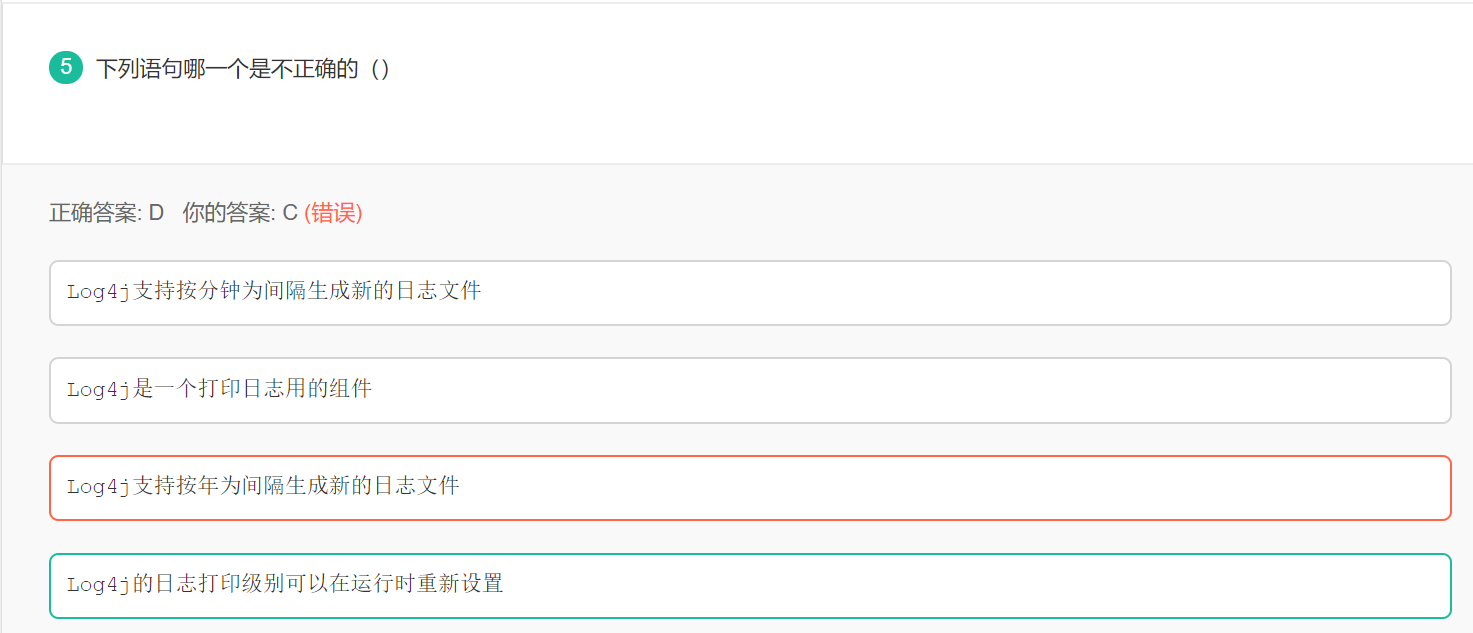 5 下列语句哪一个是不正确的（）
正确答案: D 你的答案: C (错误)
Log4j支持按分钟为间隔生成新的日志文件
Log4j是一个打印日志用的组件
Log4j支持按年为间隔生成新的日志文件
Log4j的日志打印级别可以在运行时重新设置